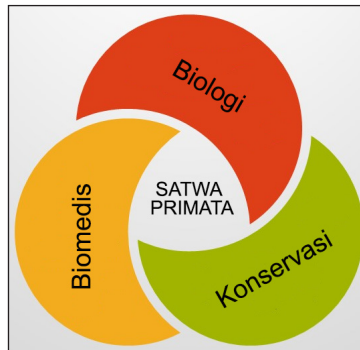 Biologi
SATWA
PRIMATA
Biomedis
Konservasi